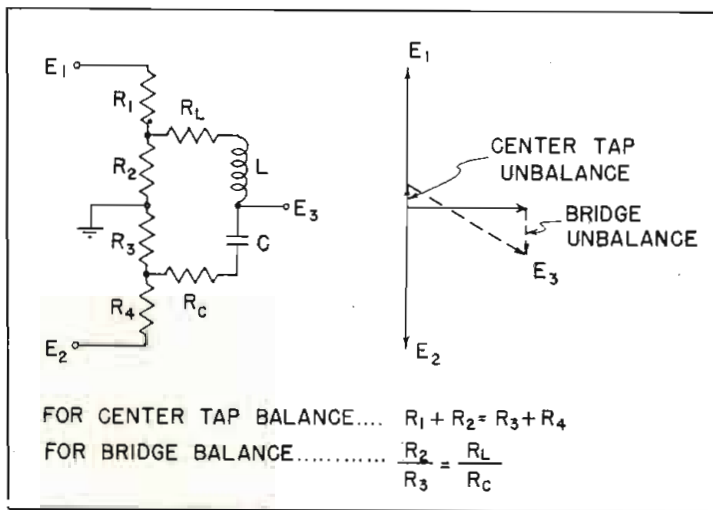 E1
R1
RL
R2
L
E3
R3
C
R4
RC
E2
E1
CENTER TAP
UNBALANCE
BRIDGE
UNBALANCE
E3
E2
FOR CENTER TAP BALANCE.... R1 + R2 = R3 + R4
FOR BRIDGE BALANCE........... R2/R3 = RL/RC